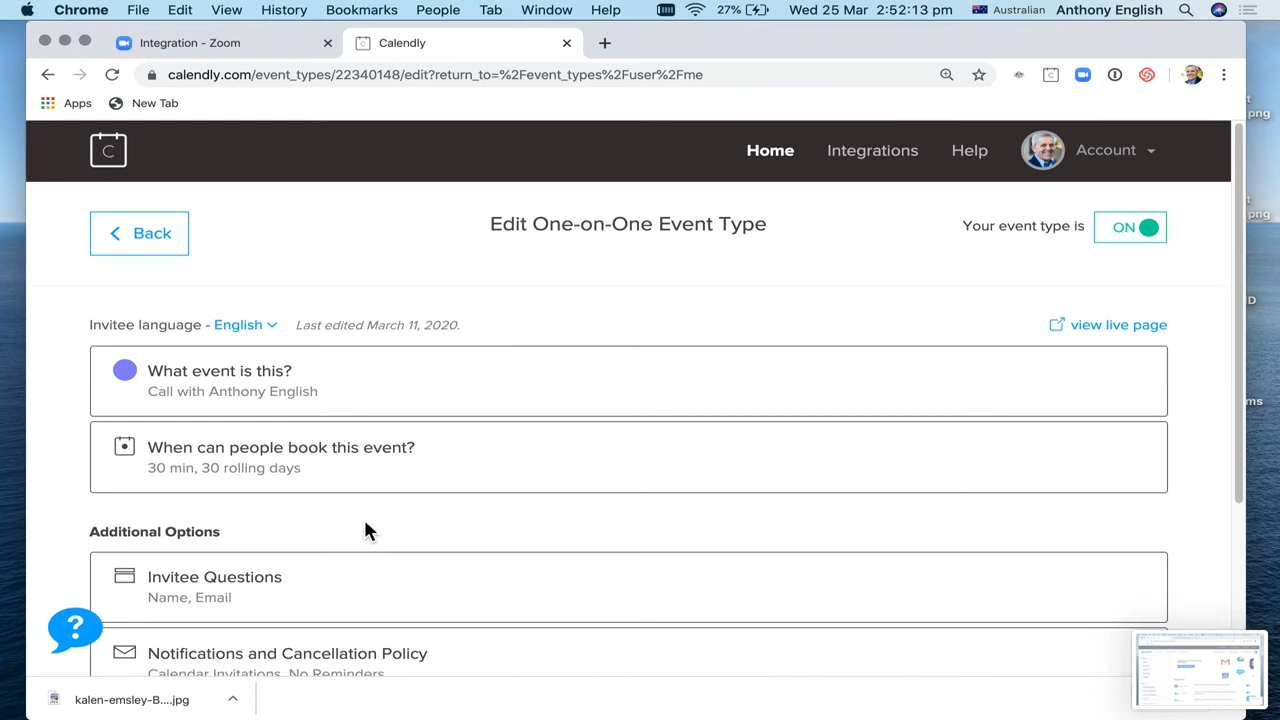 Chrome File Edit View History Bookmarks People Tab Window Help 27% Wed 25 Mar 2:52:13 pm Australian Anthony English
Integration - Zoom Calendly
calendly.com/event_types/22340148/edit?return_to=%2Fevent_types%2Fuser%2Fme
Apps New Tab
t
png
C Home Integrations Help Account
Back Edit One-on-One Event Type Your event type is ON
t
png
Invitee language - English Last edited March 11, 2020. view live page
What event is this?
Call with Anthony English
When can people book this event?
30 min, 30 rolling days
Additional Options
Invitee Questions
Name, Email
?
Notifications and Cancellation Policy
kalen-emsley-B....jpg